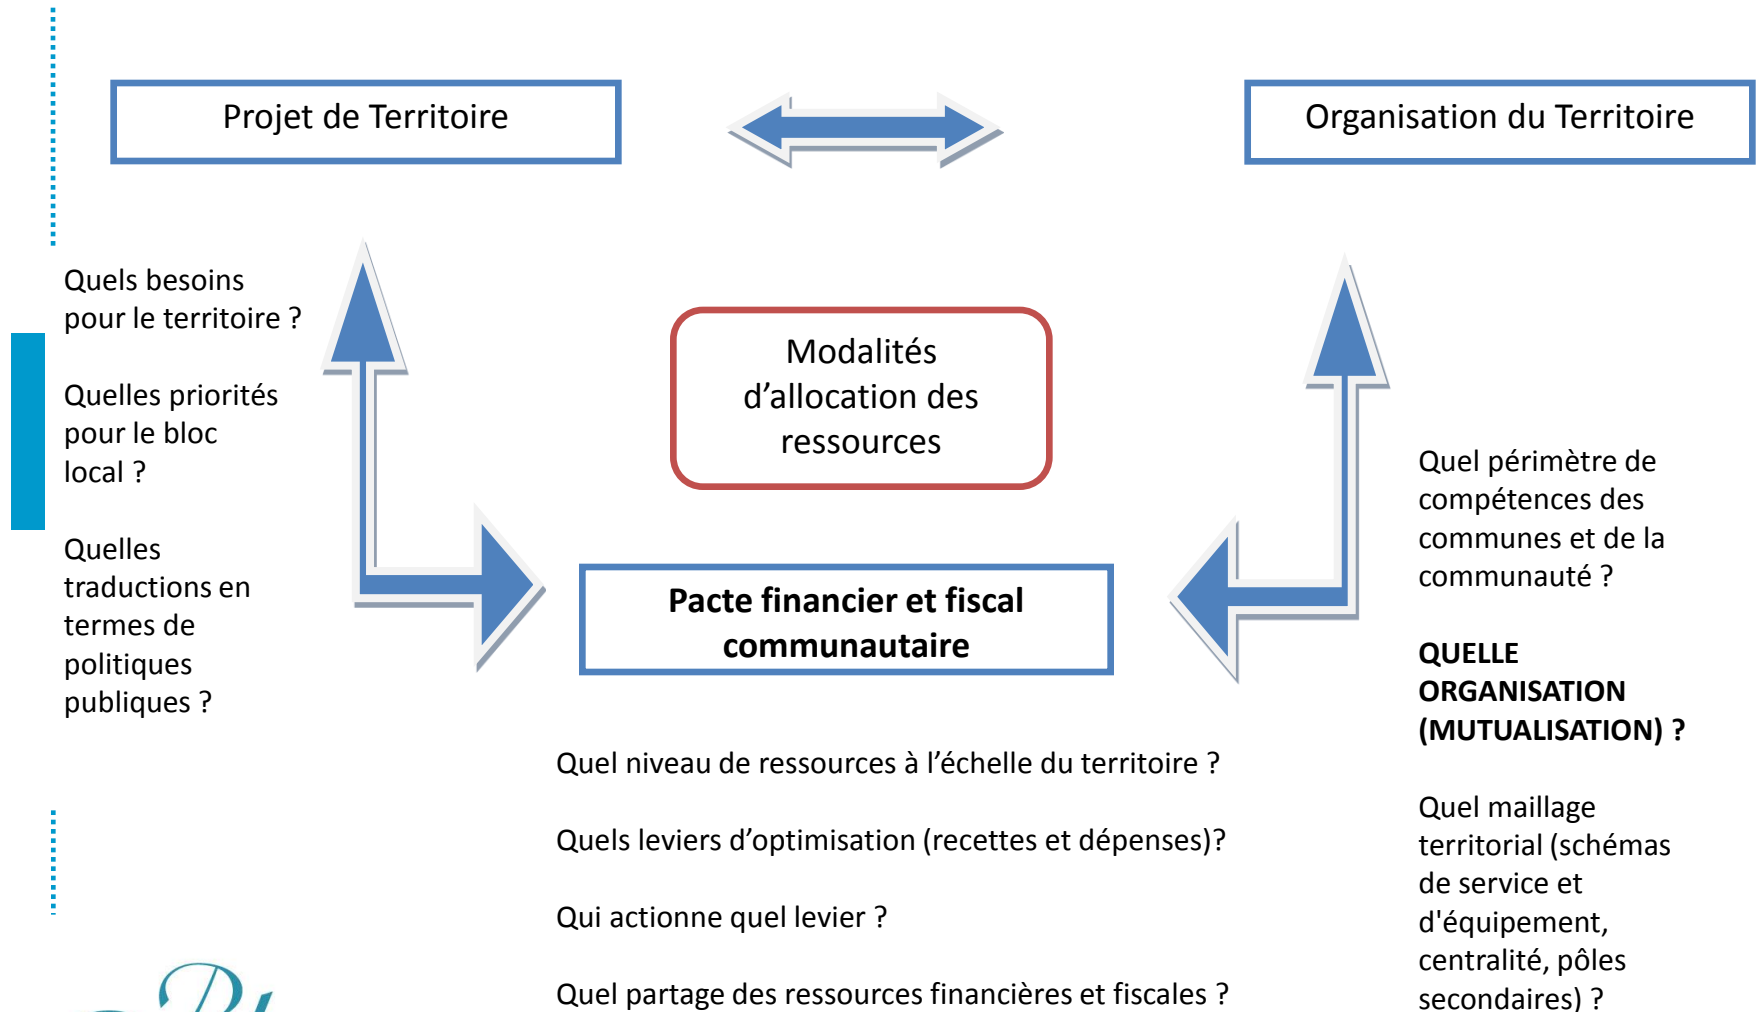 Projet de Territoire
Organisation du Territoire
Quels besoins
pour le territoire ?
Quelles priorités
pour le bloc
local ?
Quelles
traductions en
termes de
politiques
publiques ?
Modalités
d’allocation des
ressources
Pacte financier et fiscal
communautaire
Quel niveau de ressources à l’échelle du territoire ?
Quels leviers d’optimisation (recettes et dépenses)?
Qui actionne quel levier ?
Quel partage des ressources financières et fiscales ?
Quel périmètre de
compétences des
communes et de la
communauté ?
QUELLE
ORGANISATION
(MUTUALISATION) ?
Quel maillage
territorial (schémas
de service et
d'équipement,
centralité, pôles
secondaires) ?